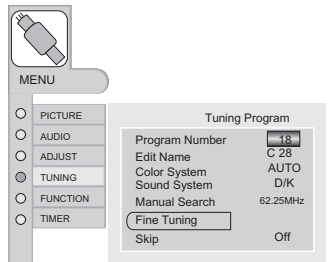 MENU
PICTURE
AUDIO
ADJUST
TUNING
FUNCTION
TIMER
Tuning Program
Program Number 18
Edit Name C 28
Color System AUTO
Sound System D/K
Manual Search 62.25MHz
Fine Tuning
Skip Off